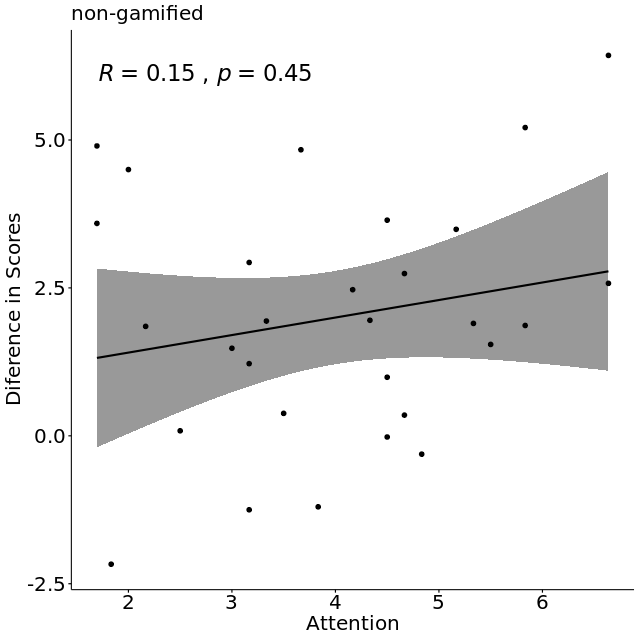 non-gamified
R = 0.15 , p = 0.45
Diference in Scores
5.0
2.5
0.0
-2.5
2 3 4 5 6
Attention